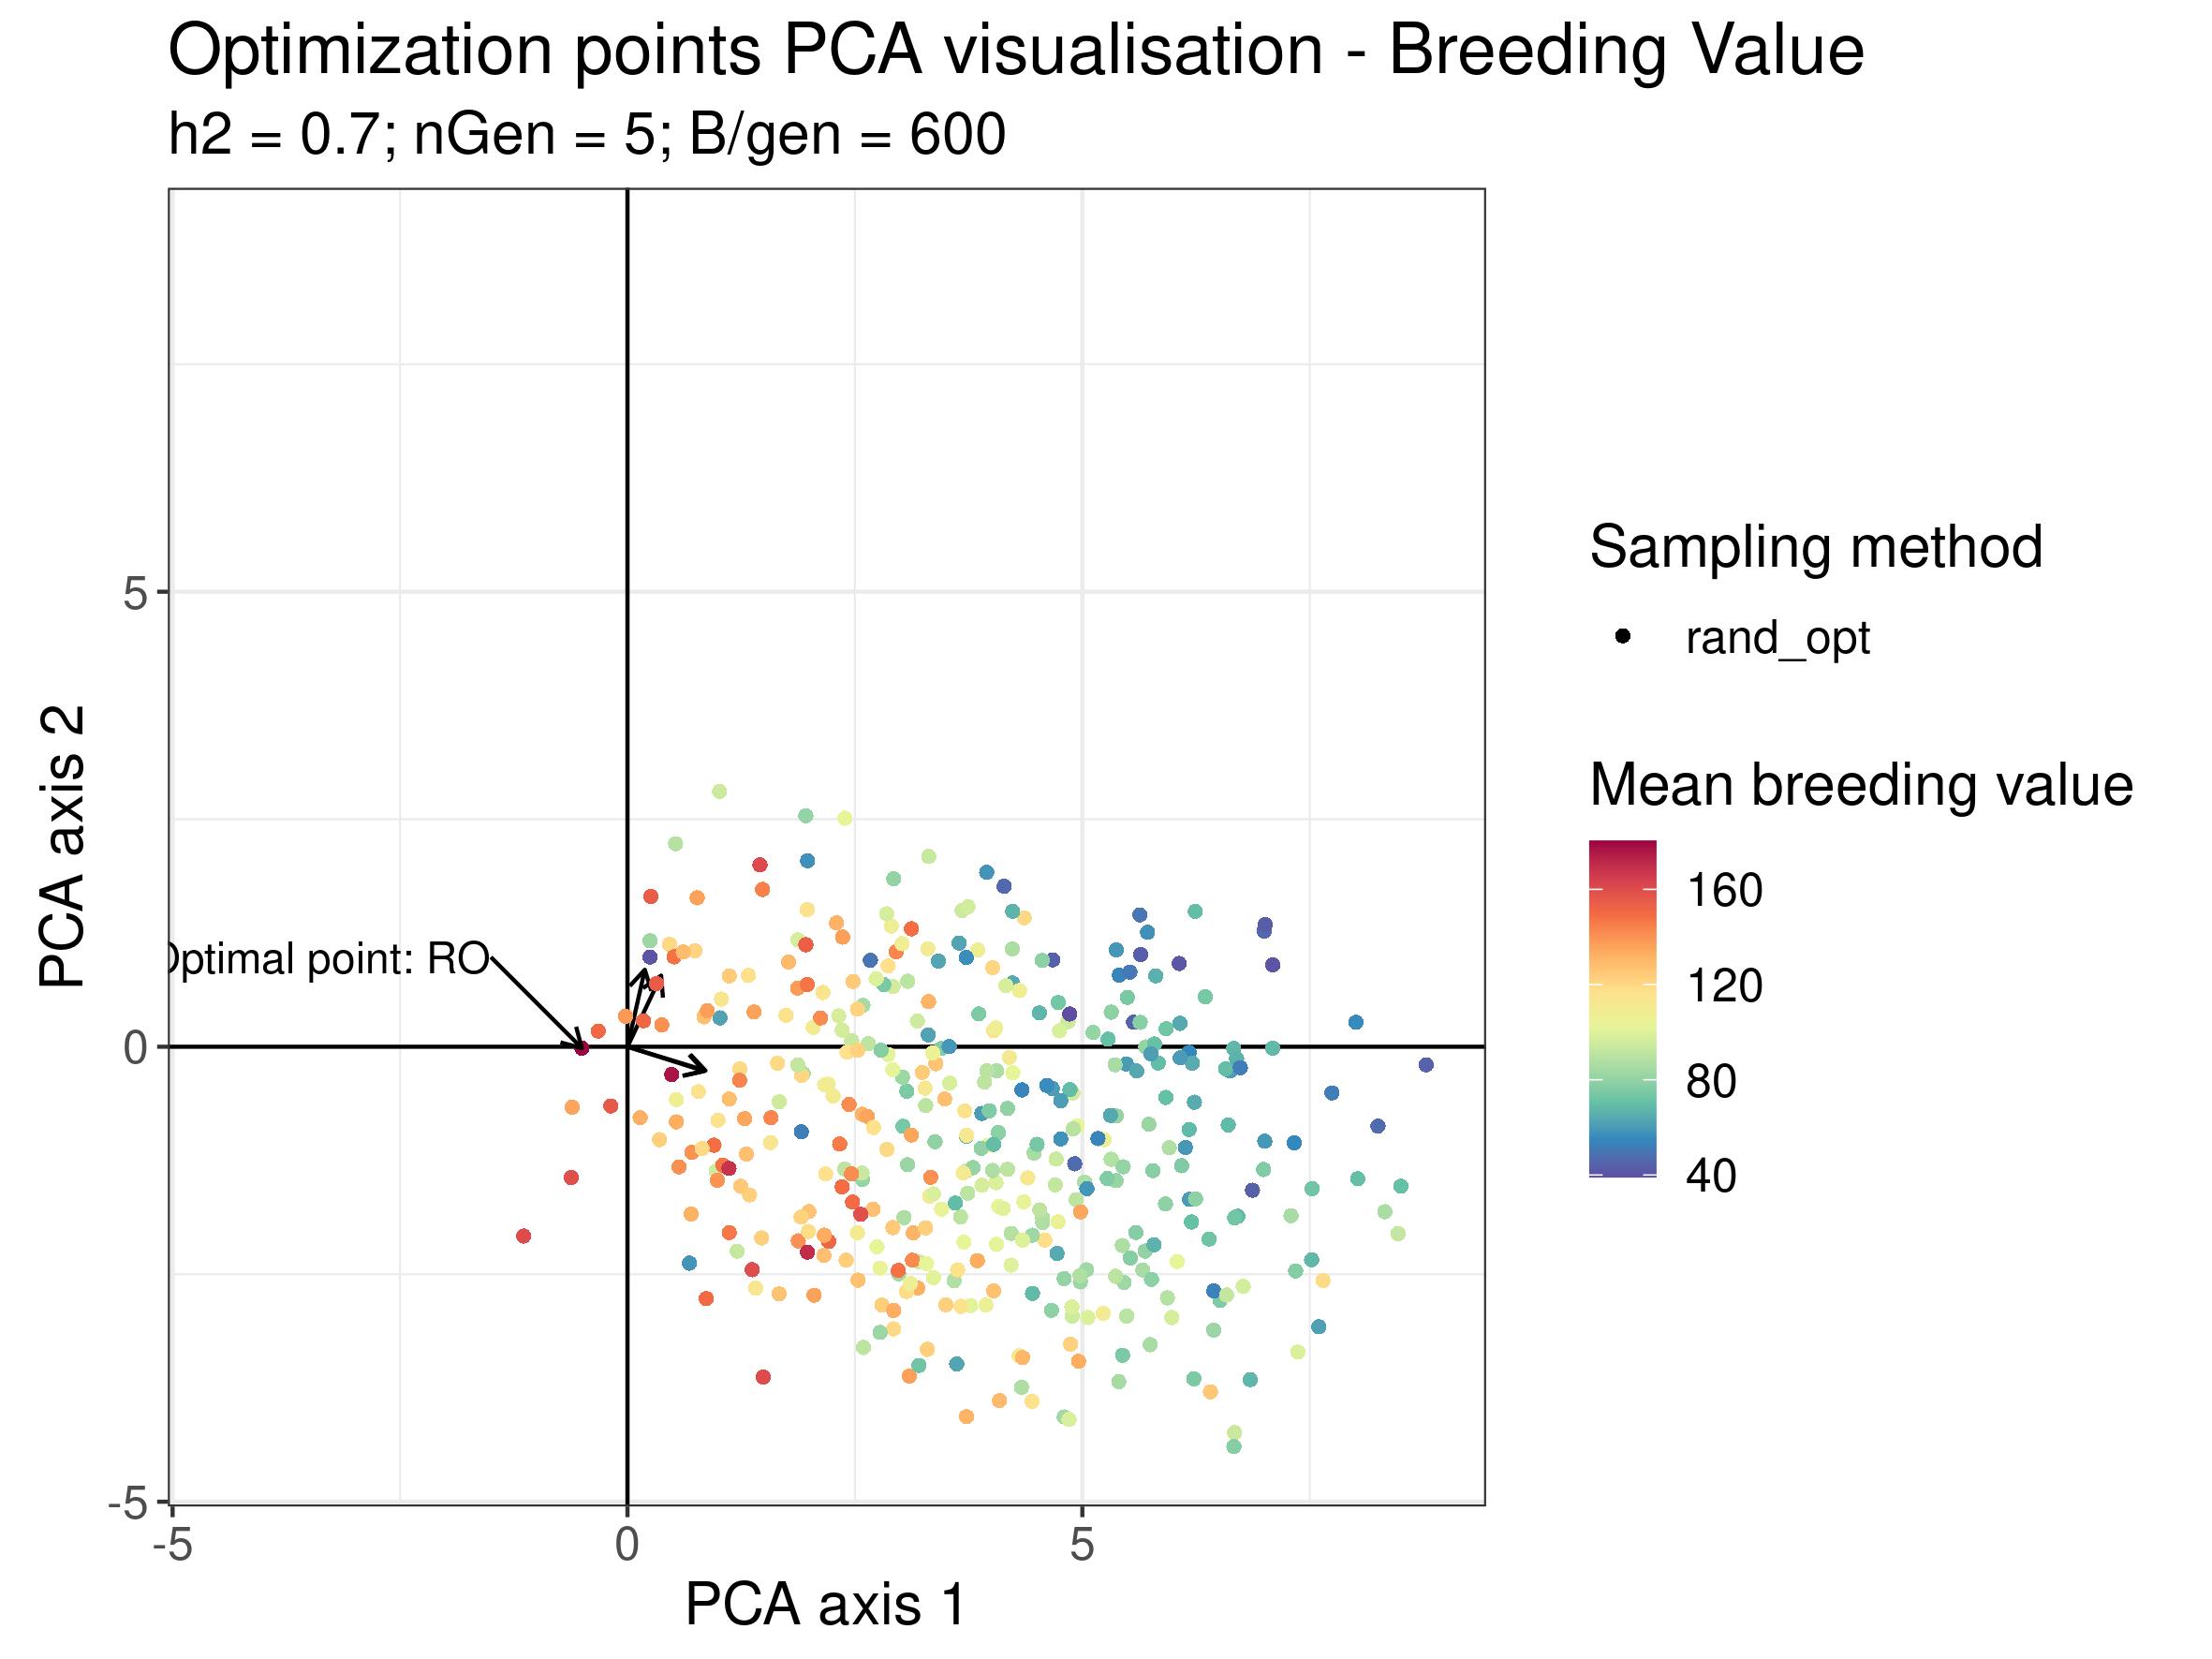 Optimization points PCA visualisation - Breeding Value
h2 = 0.7; nGen = 5; B/gen = 600
PCA axis 2
5
0
-5
Optimal point: RO
-5
0
5
PCA axis 1
Sampling method
rand_opt
Mean breeding value
160
120
80
40